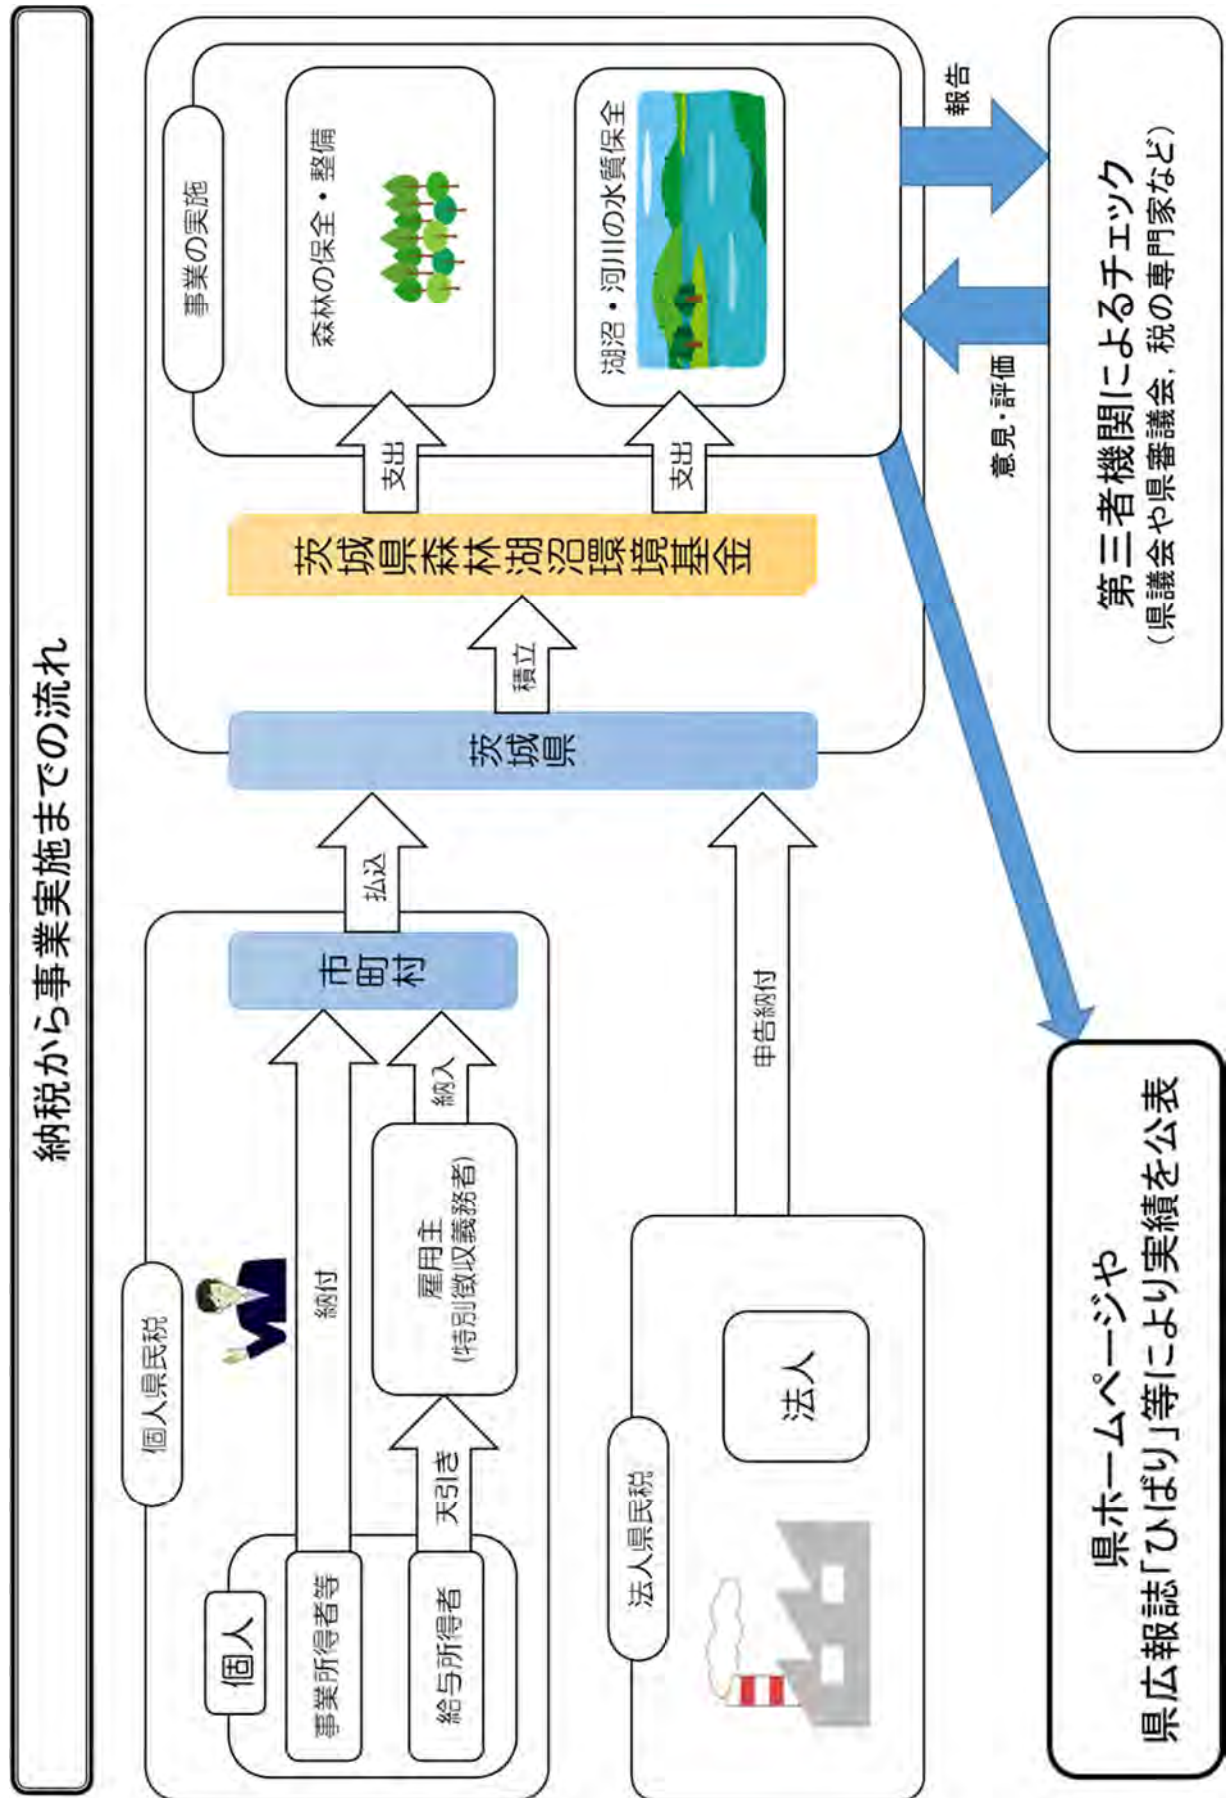 納税から事業実施までの流れ
個人県民税
個人
事業所得者等
給与所得者
納付
天引き
雇用主
(特別徴収義務者)
納入
市町村
払込
法人県民税
法人
申告納付
茨城県
積立
茨城県森林湖沼環境基金
支出
支出
事業の実施
森林の保全・整備
湖沼・河川の水質保全
県ホームページや
県広報誌「ひばり」等により実績を公表
意見・評価
報告
第三者機関によるチェック
(県議会や県審議会, 税の専門家など)